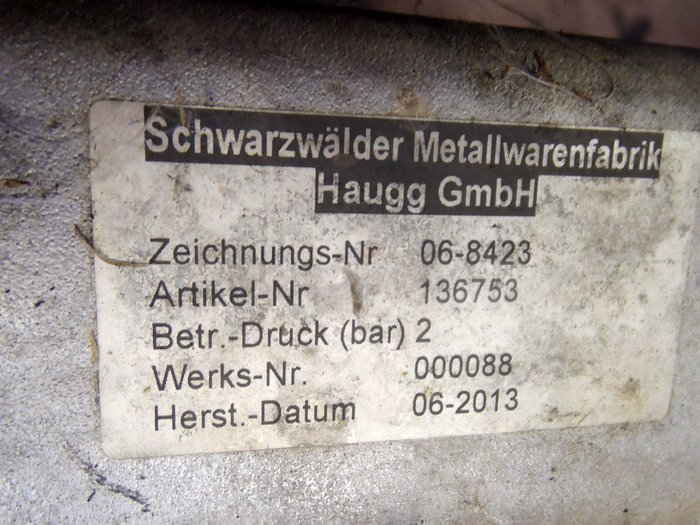 Schwarzwälder Metallwarenfabrik
Haugg GmbH
Zeichnungs-Nr 06-8423
Artikel-Nr 136753
Betr.-Druck (bar) 2
Werks-Nr. 000088
Herst.-Datum 06-2013